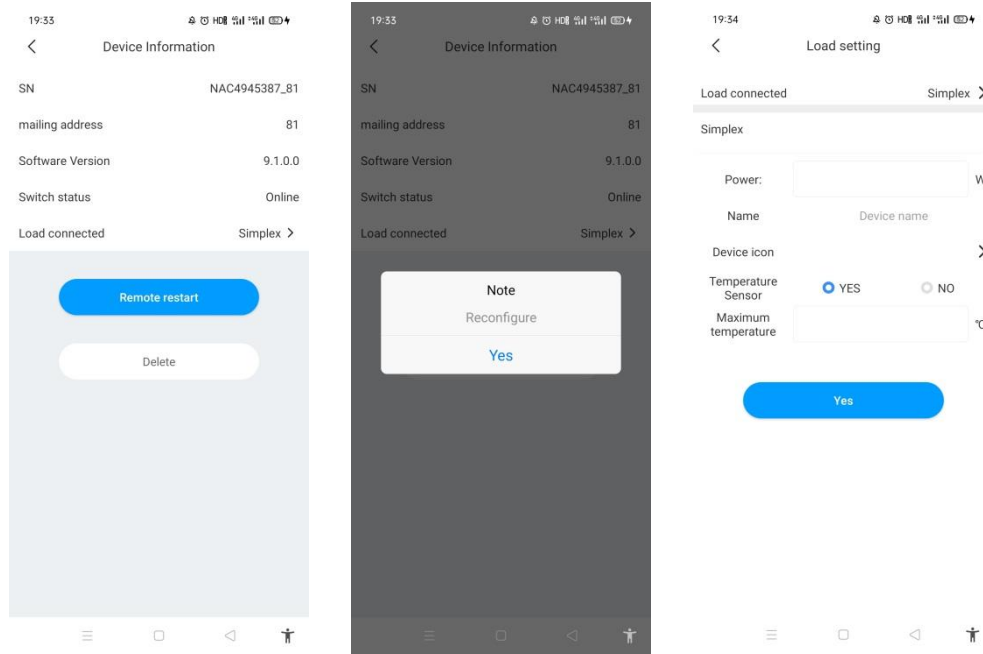 19:33
Device Information
SN NAC4945387_81
mailing address 81
Software Version 9.1.0.0
Switch status Online
Load connected Simplex
Remote restart
Delete
19:33
Device Information
SN NAC4945387_81
mailing address 81
Software Version 9.1.0.0
Switch status Online
Load connected Simplex
Note
Reconfigure
Yes
19:34
Load setting
Load connected Simplex
Simplex
Power: W
Name Device name
Device icon
Temperature
Sensor
YES NO
Maximum
temperature
℃
Yes